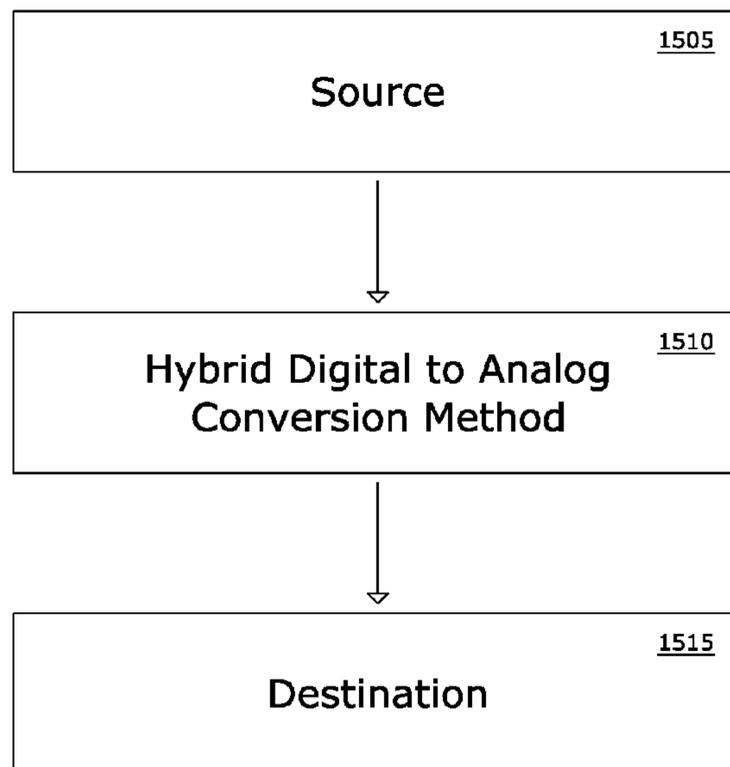 1505
Source
1510
Hybrid Digital to Analog
Conversion Method
1515
Destination